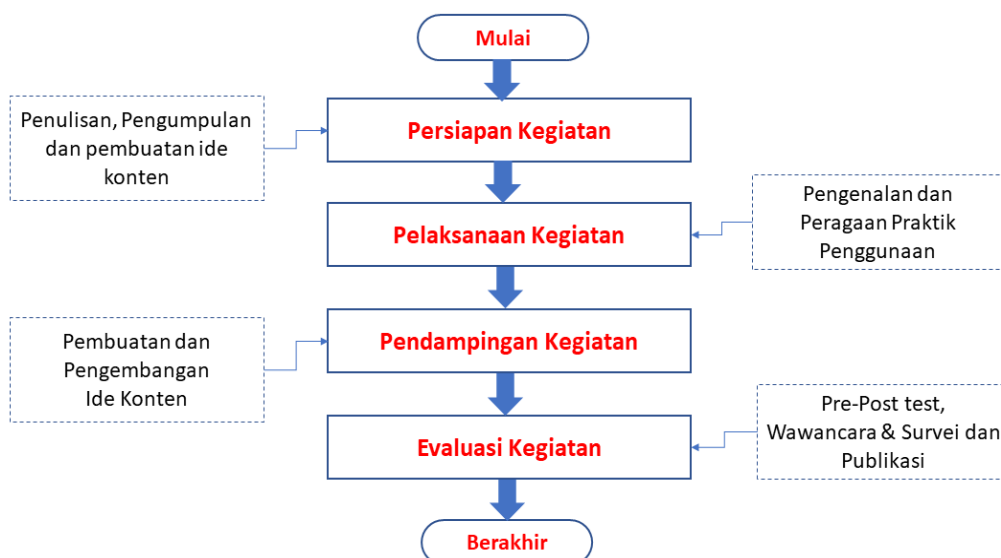 Mulai
Penulisan, Pengumpulan
dan pembuatan ide
konten
Persiapan Kegiatan
Pelaksanaan Kegiatan
Pengenalan dan
Peragaan Praktik
Penggunaan
Pembuatan dan
Pengembangan
Ide Konten
Pendampingan Kegiatan
Evaluasi Kegiatan
Pre-Post test,
Wawancara & Survei dan
Publikasi
Berakhir